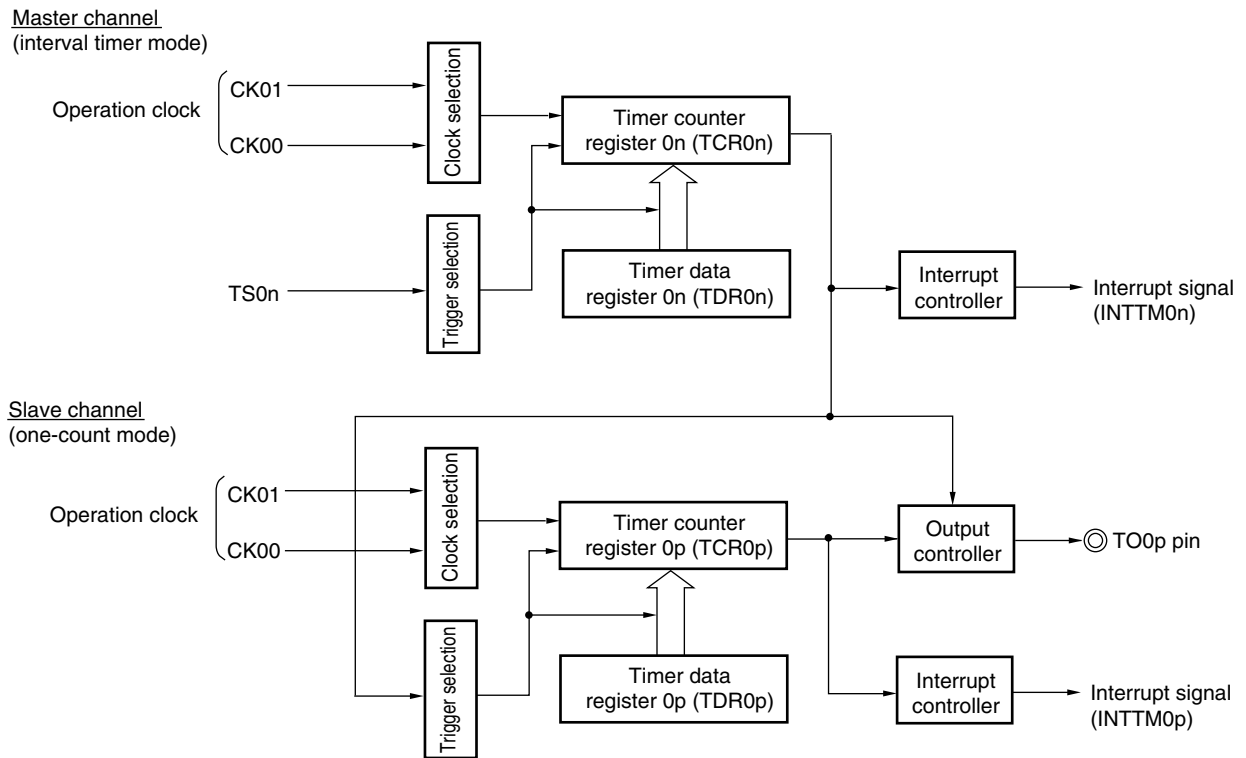 Master channel
(interval timer mode)
Operation clock
CK01
CK00
Clock selection
Timer counter
register 0n (TCR0n)
TS0n
Trigger selection
Timer data
register 0n (TDR0n)
Interrupt
controller
Interrupt signal
(INTTM0n)
Slave channel
(one-count mode)
Operation clock
CK01
CK00
Clock selection
Timer counter
register 0p (TCR0p)
Output
controller
TO0p pin
Trigger selection
Timer data
register 0p (TDR0p)
Interrupt
controller
Interrupt signal
(INTTM0p)